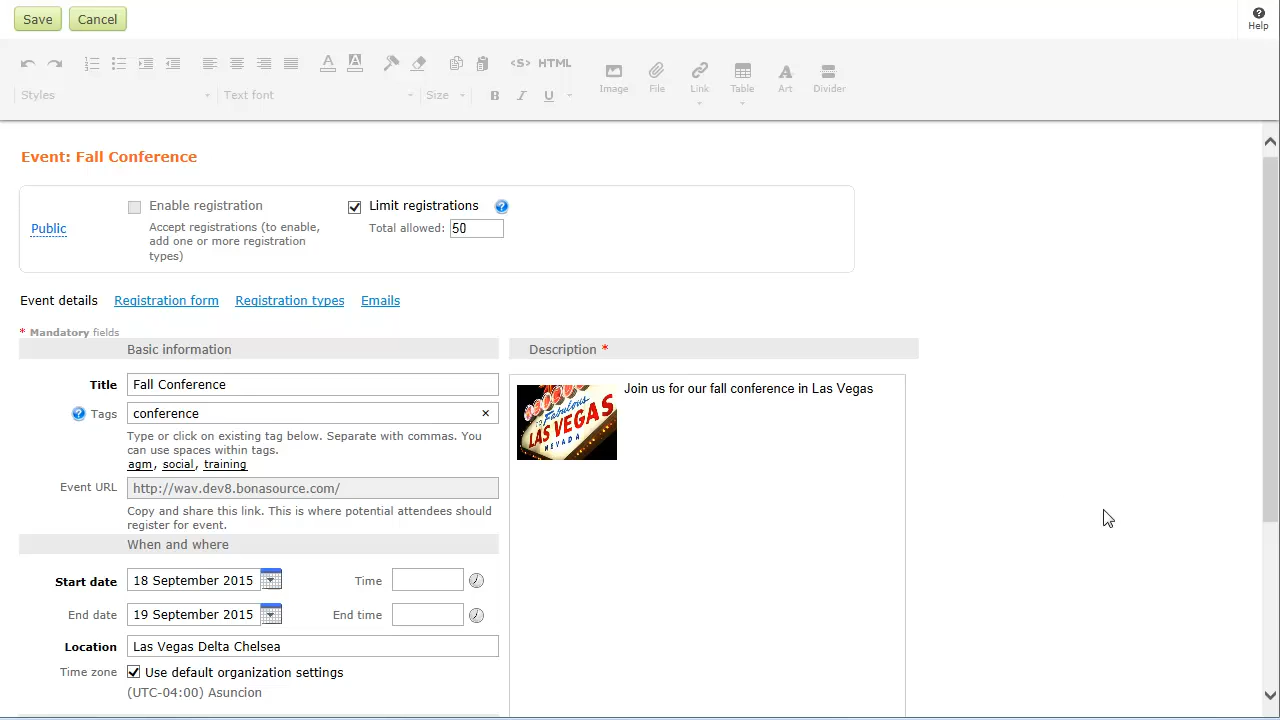 Save Cancel
Help
<S> HTML
Image File Link Table Art Divider
Styles Text font Size B I U
Event: Fall Conference
Enable registration
Limit registrations
Public
Accept registrations (to enable, add one or more registration types)
Total allowed: 50
Event details Registration form Registration types Emails
* Mandatory fields
Basic information
Description *
Title Fall Conference
Join us for our fall conference in Las Vegas
Fabulous
LAS VEGAS
NEVADA
Tags conference
Type or click on existing tag below. Separate with commas. You
can use spaces within tags.
agm, social, training
Event URL http://wav.dev8.bonasource.com/
Copy and share this link. This is where potential attendees should
register for event.
When and where
Start date 18 September 2015 Time
End date 19 September 2015 End time
Location Las Vegas Delta Chelsea
Time zone Use default organization settings
(UTC-04:00) Asuncion